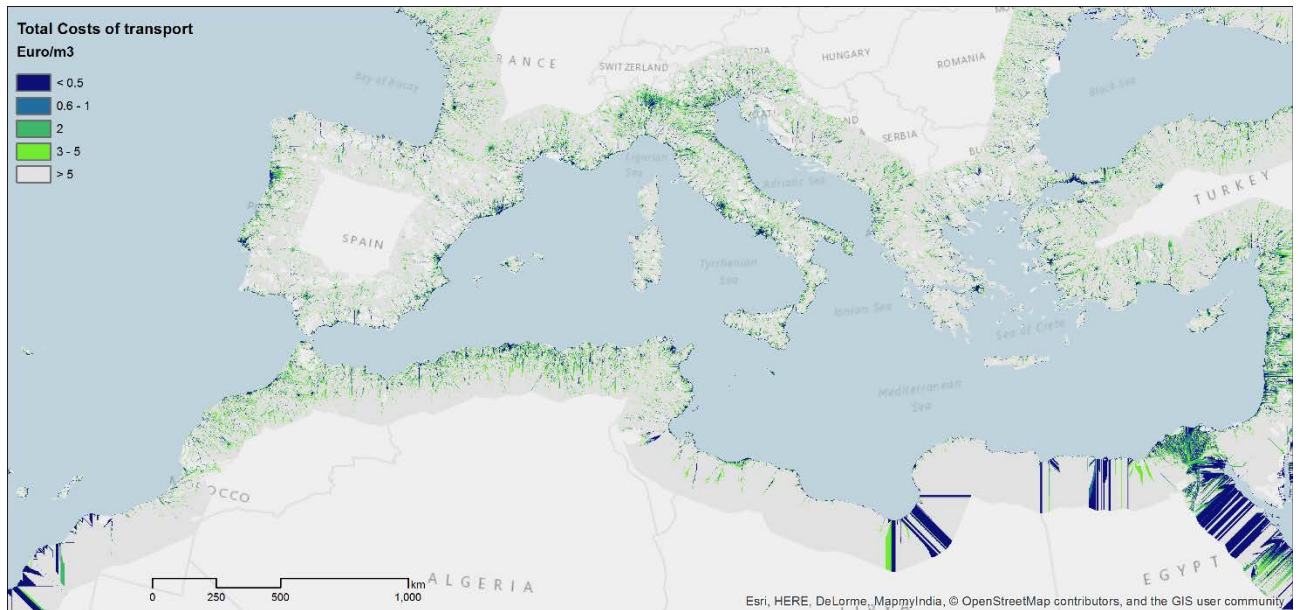 Total Costs of transport
Euro/m3
< 0.5
0.6 - 1
2
3 - 5
> 5
Bay of Biscay
RANCE
SWITZERLAND
HUNGARY
ROMANIA
Black Sea
SERBIA
Ligurian
Sea
Adriatic Sea
TURKEY
SPAIN
Tyrrhenian
Sea
Ionian Sea
Sea of Crete
Mediterranean
Sea
MOROCCO
ALGERIA
EGYPT
km
0 250 500 1,000
Esri, HERE, DeLorme, MapmyIndia, © OpenStreetMap contributors, and the GIS user community